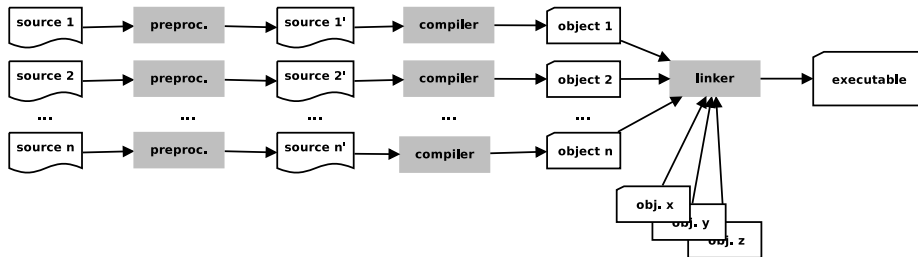 source 1 preproc. source 1' compiler object 1
source 2 preproc. source 2' compiler object 2 linker executable
... ... ... ... ...
source n preproc. source n' compiler object n
obj. x
obj. y
obj. z